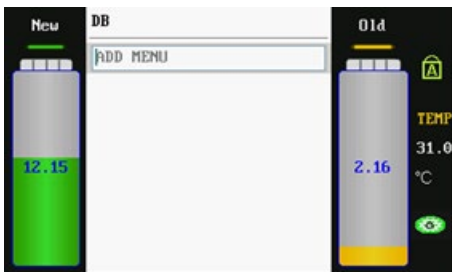 New
DB
Old
ADD MENU
A
TEMP
31.0
12.15
2.16
°C